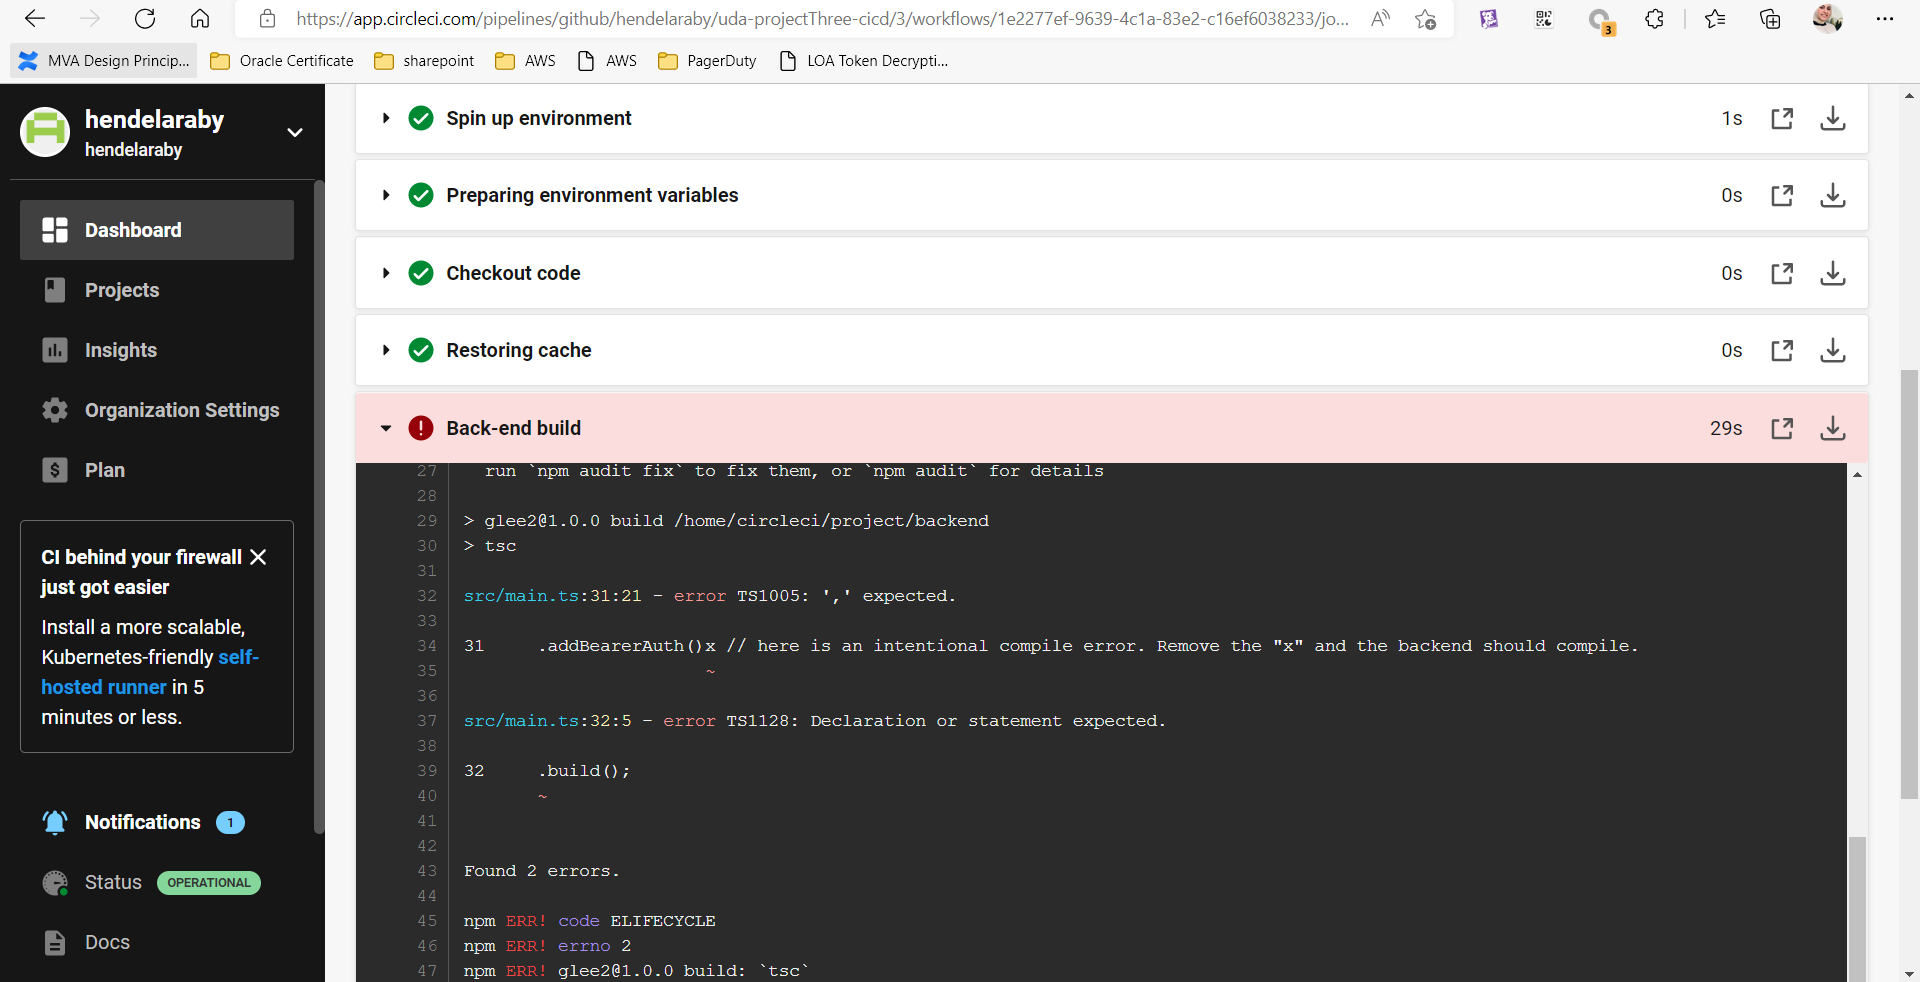 https://app.circleci.com/pipelines/github/hendelaraby/uda-projectThree-cicd/3/workflows/1e2277ef-9639-4c1a-83e2-c16ef6038233/jo...
3
MVA Design Princip...
Oracle Certificate
sharepoint
AWS
AWS
PagerDuty
LOA Token Decrypti...
hendelaraby
hendelaraby
Dashboard
Projects
Insights
Organization Settings
Plan
CI behind your firewall
just got easier
Install a more scalable,
Kubernetes-friendly self-
hosted runner in 5
minutes or less.
Notifications 1
Status OPERATIONAL
Docs
Spin up environment 1s
Preparing environment variables 0s
Checkout code 0s
Restoring cache 0s
Back-end build 29s
27 run `npm audit fix` to fix them, or `npm audit` for details
28
29 > glee2@1.0.0 build /home/circleci/project/backend
30 > tsc
31
32 src/main.ts:31:21 - error TS1005: ',' expected.
33
34 31 .addBearerAuth()x // here is an intentional compile error. Remove the "x" and the backend should compile.
35 ~
36
37 src/main.ts:32:5 - error TS1128: Declaration or statement expected.
38
39 32 .build();
40 ~
41
42
43 Found 2 errors.
44
45 npm ERR! code ELIFECYCLE
46 npm ERR! errno 2
47 npm ERR! glee2@1.0.0 build: `tsc`